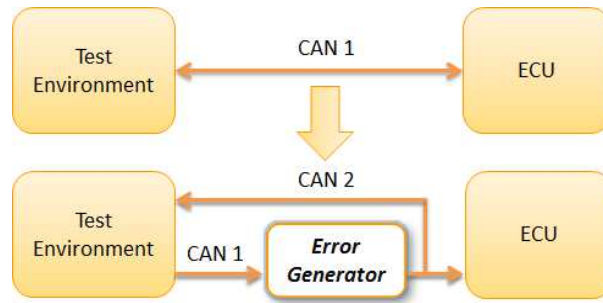 Test
Environment
CAN 1
ECU
CAN 2
Test
Environment
CAN 1
Error
Generator
ECU